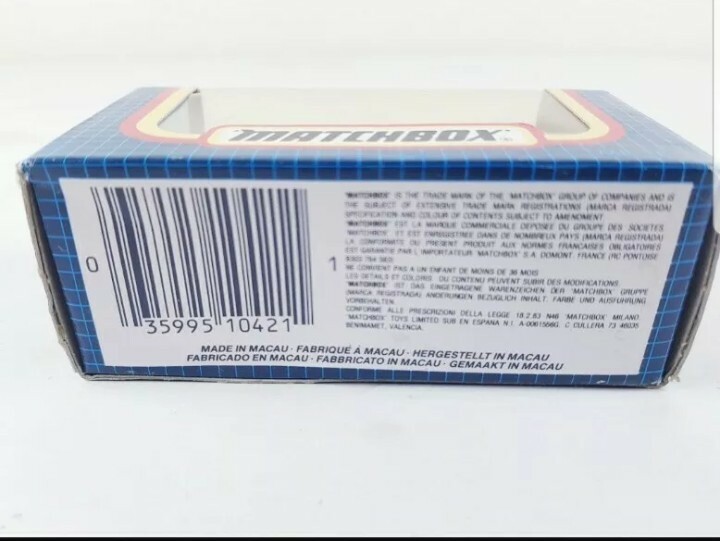 MATCHBOX®
"MATCHBOX" IS THE TRADE MARK OF THE "MATCHBOX" GROUP OF COMPANIES AND IS
THE SUBJECT OF EXTENSIVE TRADE MARK REGISTRATIONS (MARCA REGISTRADA)
SPECIFICATION AND COLOUR OF CONTENTS SUBJECT TO AMENDMENT
"MATCHBOX" EST LA MARQUE COMMERCIALE DEPOSEE DU GROUPE DES SOCIETES
"MATCHBOX" ET EST ENREGISTREE DANS DE NOMBREUX PAYS (MARCA REGISTRADA)
LA CONFORMITE DU PRESENT PRODUIT AUX NORMES FRANCAISES OBLIGATOIRES
EST GARANTIE PAR L'IMPORTATEUR "MATCHBOX" S A DOMONT, FRANCE (RC PONTOISE
NE CONVIENT PAS A UN ENFANT DE MOINS DE 36 MOIS
LES DETAILS ET COLORIS DU CONTENU PEUVENT SUBIR DES MODIFICATIONS
"MATCHBOX" IST DAS EINGETRAGENE WARENZEICHEN DER "MATCHBOX" GRUPPE
(MARCA REGISTRADA) ANDERUNGEN BEZUGLICH INHALT, FARBE UND AUSFUHRUNG
VORBEHALTEN
CONFORME ALLE PRESCRIZIONI DELLA LEGGE 18.2.83 N46 "MATCHBOX" MILANO
"MATCHBOX" TOYS LIMITED SUB EN ESPANA N.I. C CULLERA 73 46035
BENIMAMET, VALENCIA.
0 35995 10421 1
MADE IN MACAU · FABRIQUÉ À MACAU · HERGESTELLT IN MACAU
FABRICADO EN MACAU · FABBRICATO IN MACAU · GEMAAKT IN MACAU